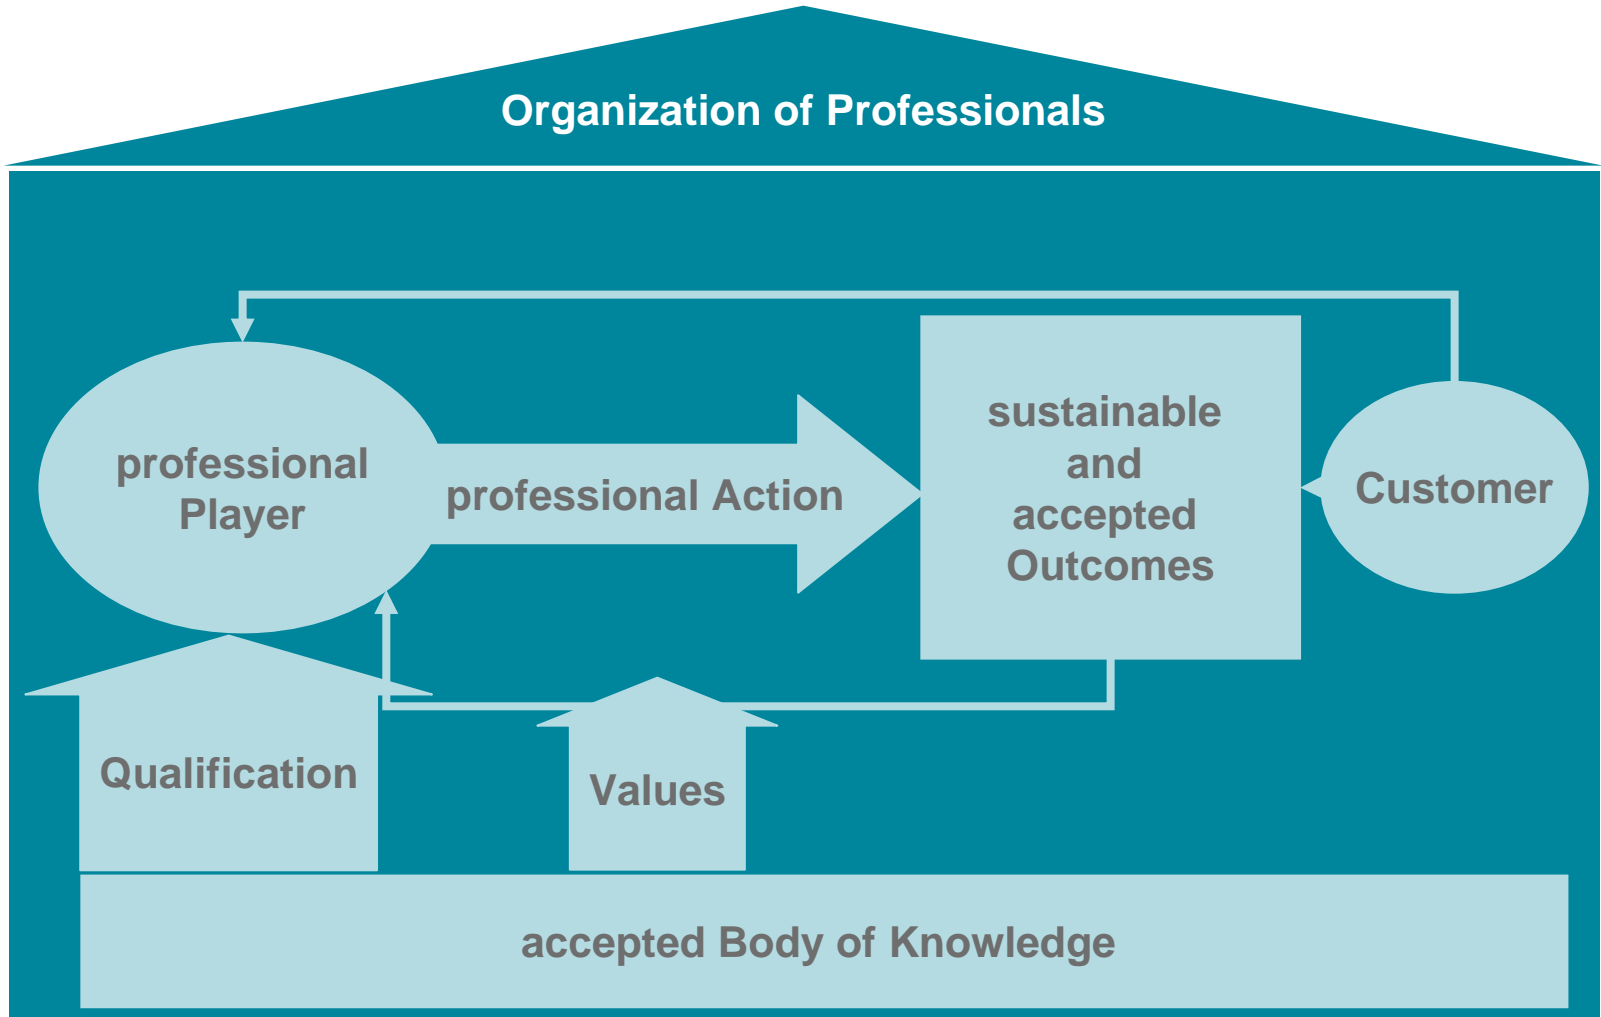 Organization of Professionals
professional
Player
professional Action
sustainable
and
accepted
Outcomes
Customer
Qualification
Values
accepted Body of Knowledge